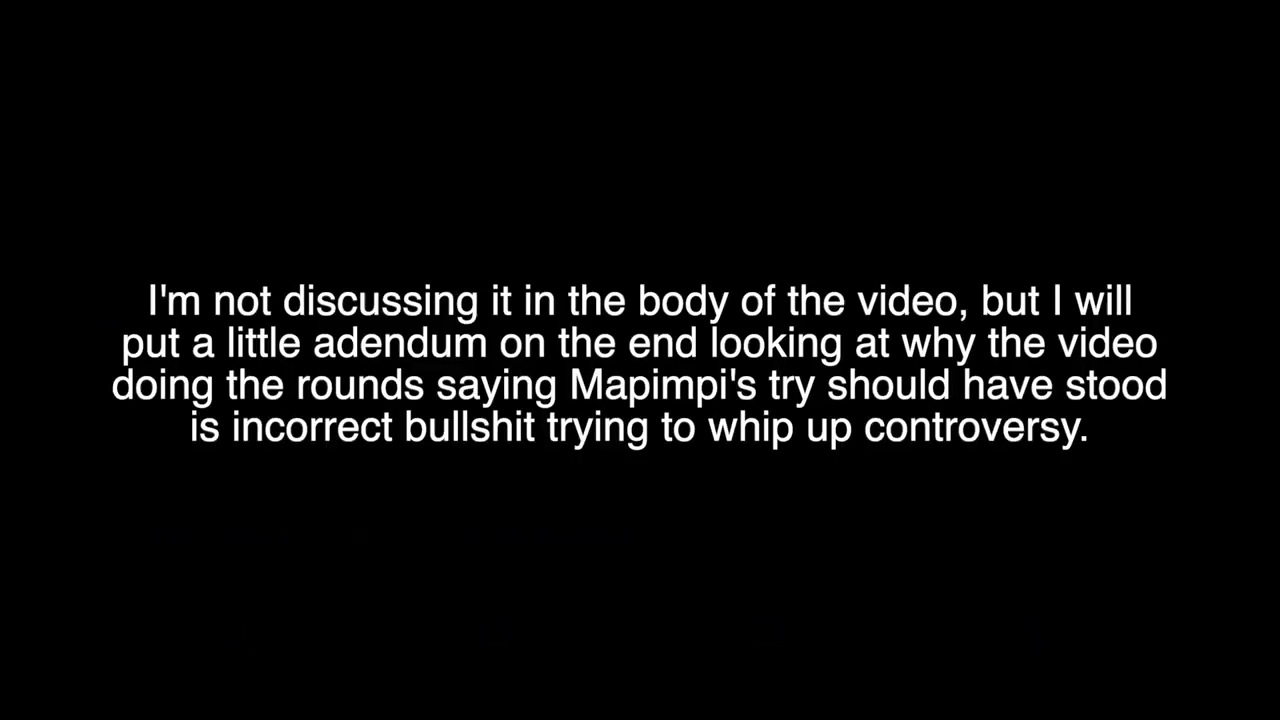 I'm not discussing it in the body of the video, but I will
put a little adendum on the end looking at why the video
doing the rounds saying Mapimpi's try should have stood
is incorrect bullshit trying to whip up controversy.